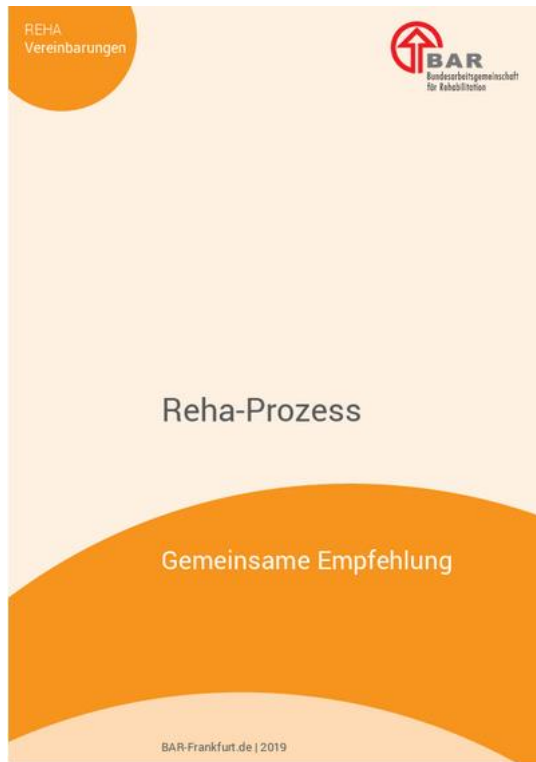 REHA
Vereinbarungen
BAR
Bundesarbeitsgemeinschaft
für Rehabilitation
Reha-Prozess
Gemeinsame Empfehlung
BAR-Frankfurt.de | 2019